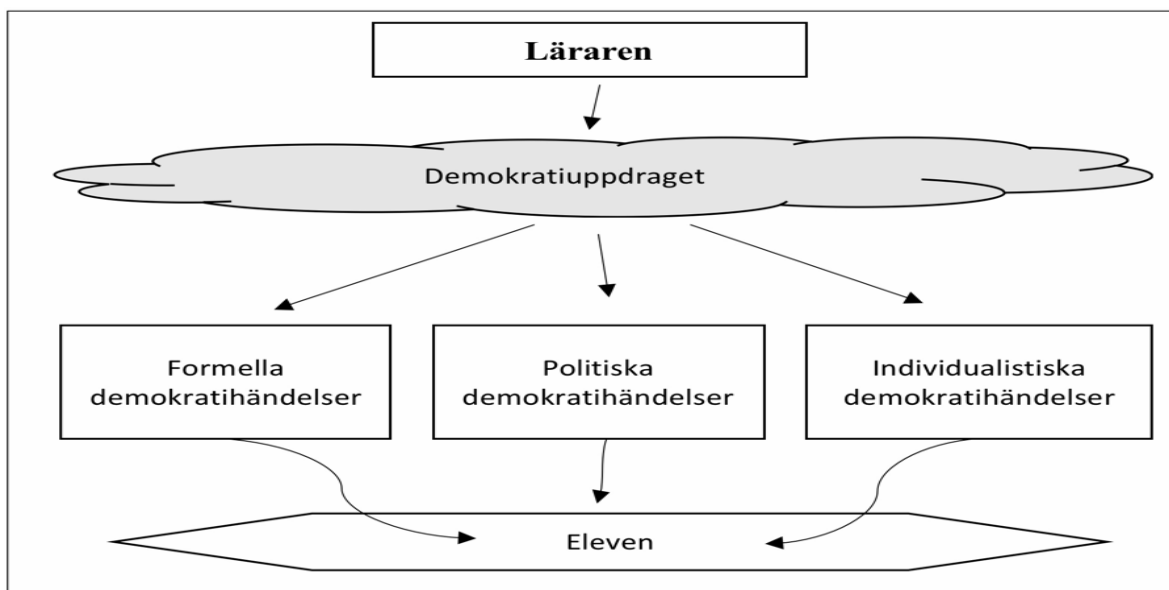 Läraren
Demokratiuppdraget
Formella
demokratihändelser
Politiska
demokratihändelser
Individualistiska
demokratihändelser
Eleven